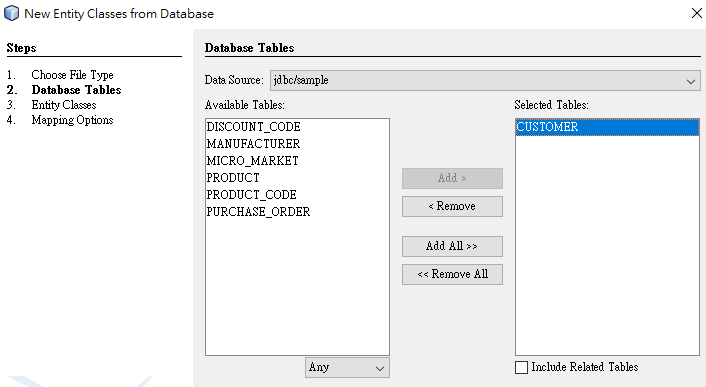 New Entity Classes from Database
Steps
1. Choose File Type
2. Database Tables
3. Entity Classes
4. Mapping Options
Database Tables
Data Source: jdbc/sample
Available Tables:
DISCOUNT_CODE
MANUFACTURER
MICRO_MARKET
PRODUCT
PRODUCT_CODE
PURCHASE_ORDER
Any
Add >
< Remove
Add All >>
<< Remove All
Selected Tables:
CUSTOMER
Include Related Tables